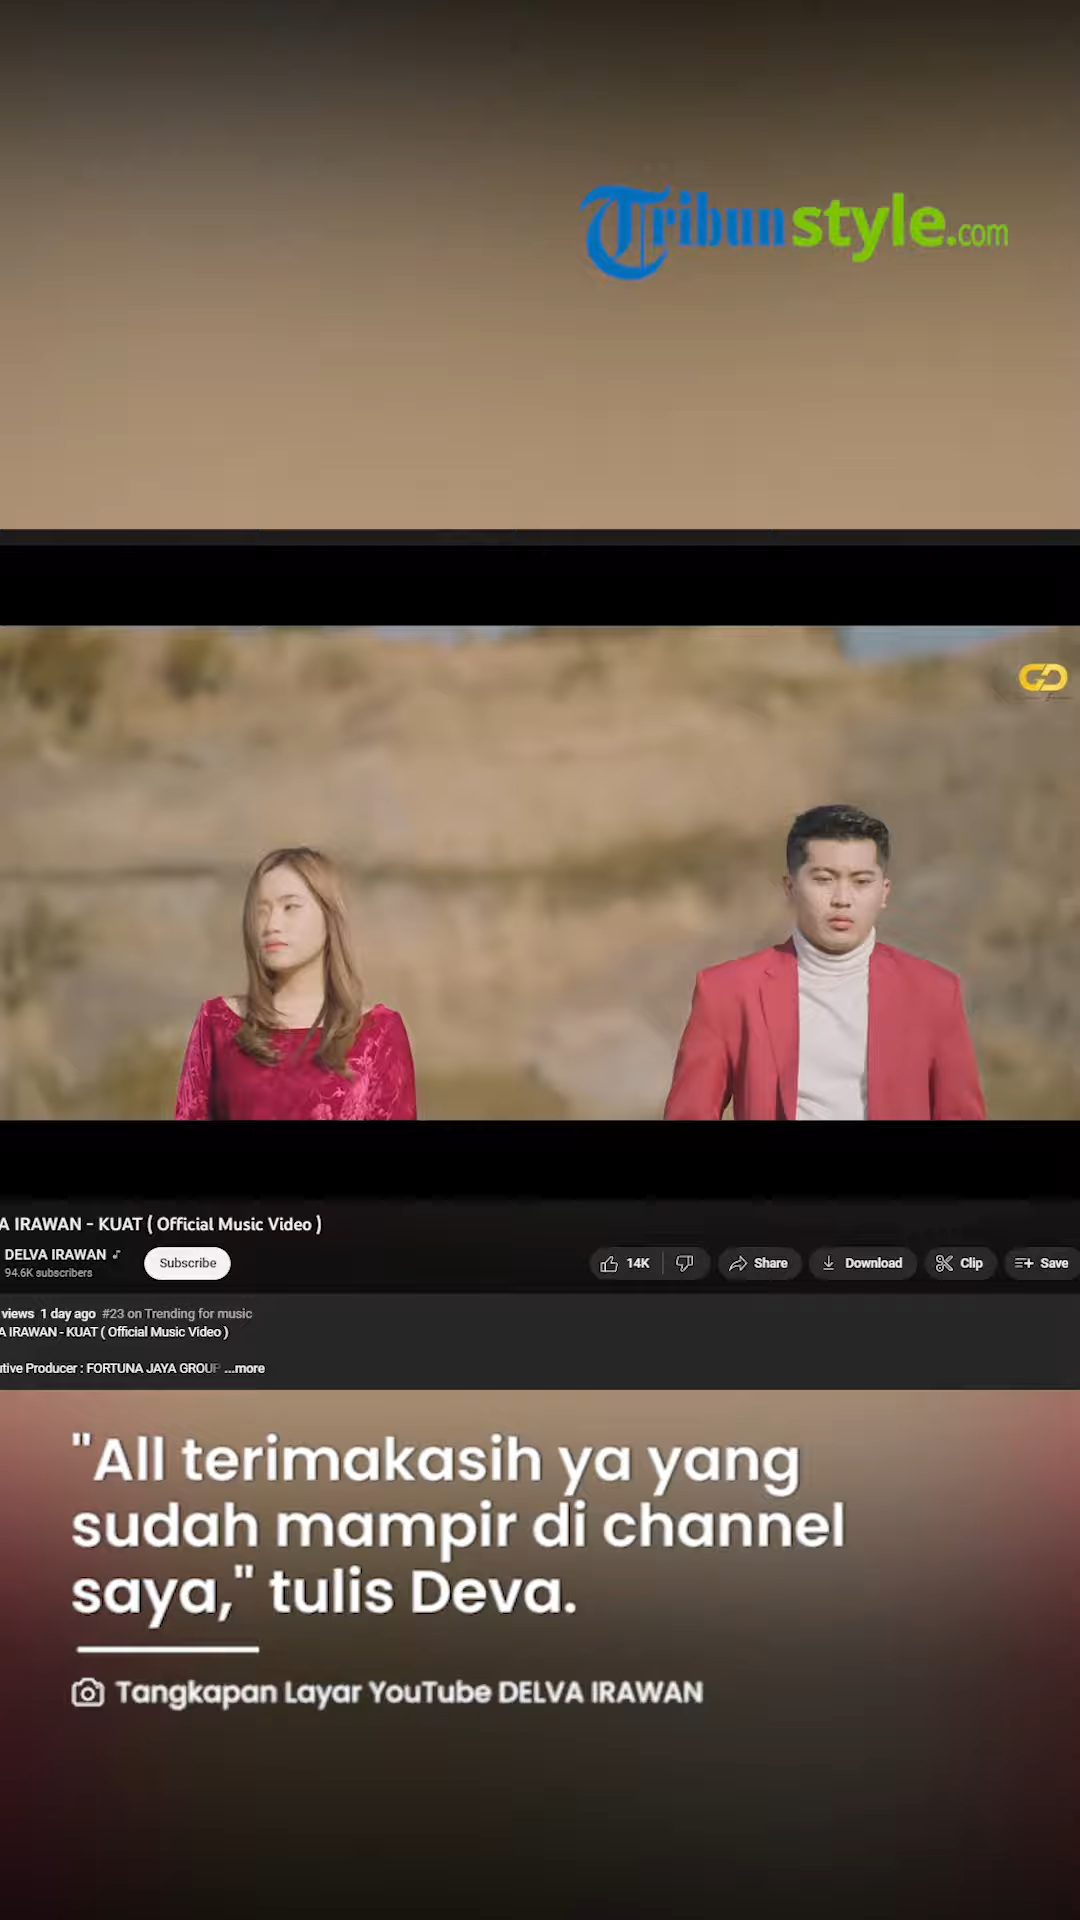 Tribunstyle.com
GD
A IRAWAN - KUAT ( Official Music Video )
DELVA IRAWAN
94.6K subscribers
Subscribe
14K
Share
Download
Clip
Save
views 1 day ago #23 on Trending for music
A IRAWAN - KUAT ( Official Music Video )
utive Producer : FORTUNA JAYA GROUP ...more
"All terimakasih ya yang
sudah mampir di channel
saya," tulis Deva.
Tangkapan Layar YouTube DELVA IRAWAN